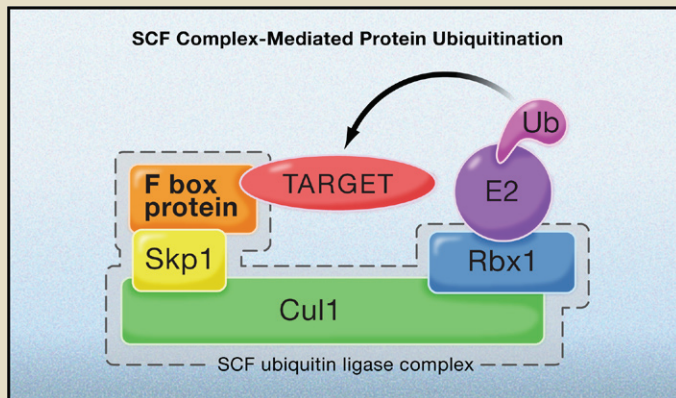 SCF Complex-Mediated Protein Ubiquitination
Ub
F box
protein
TARGET
E2
Skp1
Rbx1
Cul1
SCF ubiquitin ligase complex